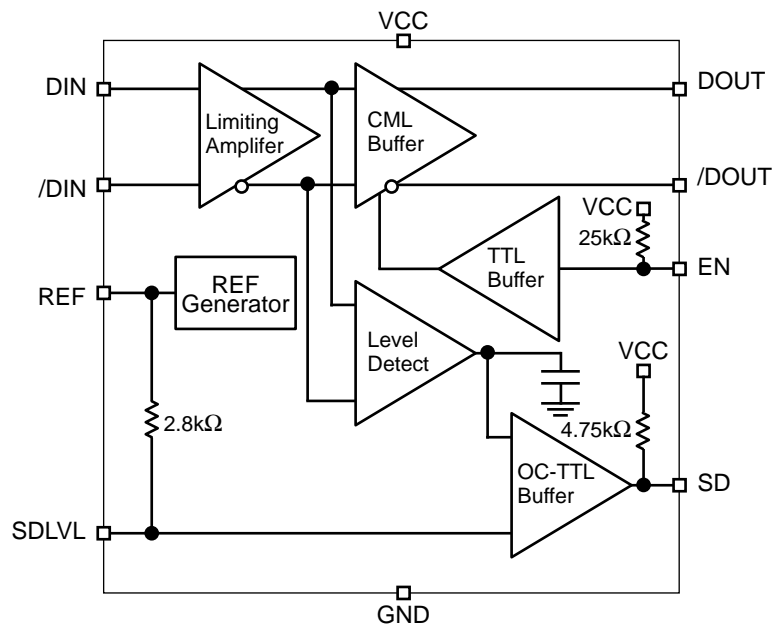 VCC
DIN
DOUT
Limiting
Amplifer
CML
Buffer
/DIN
/DOUT
VCC
25kΩ
TTL
Buffer
EN
REF
REF
Generator
Level
Detect
VCC
2.8kΩ
4.75kΩ
OC-TTL
Buffer
SD
SDLVL
GND